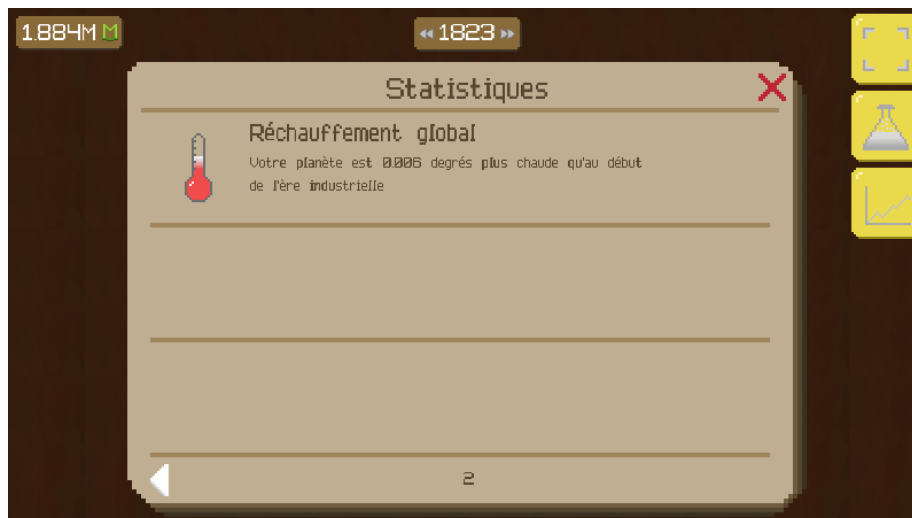 1.884M M
« 1823 »
Statistiques
Réchauffement global
Votre planète est 0.006 degrés plus chaude qu'au début
de l'ère industrielle
2